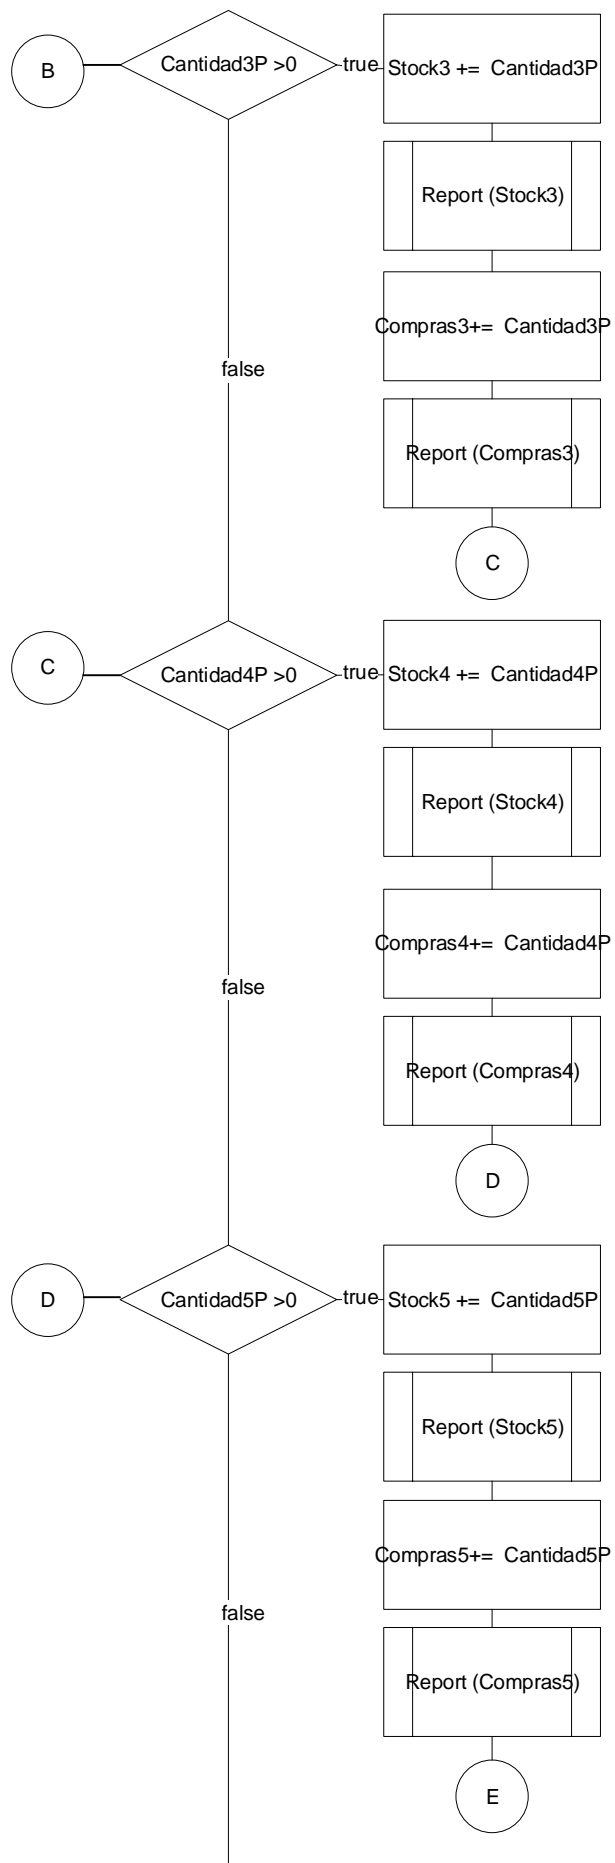 B
Cantidad3P >0
true
Stock3 += Cantidad3P
Report (Stock3)
Compras3+= Cantidad3P
false
Report (Compras3)
C
C
Cantidad4P >0
true
Stock4 += Cantidad4P
Report (Stock4)
Compras4+= Cantidad4P
false
Report (Compras4)
D
D
Cantidad5P >0
true
Stock5 += Cantidad5P
Report (Stock5)
Compras5+= Cantidad5P
false
Report (Compras5)
E